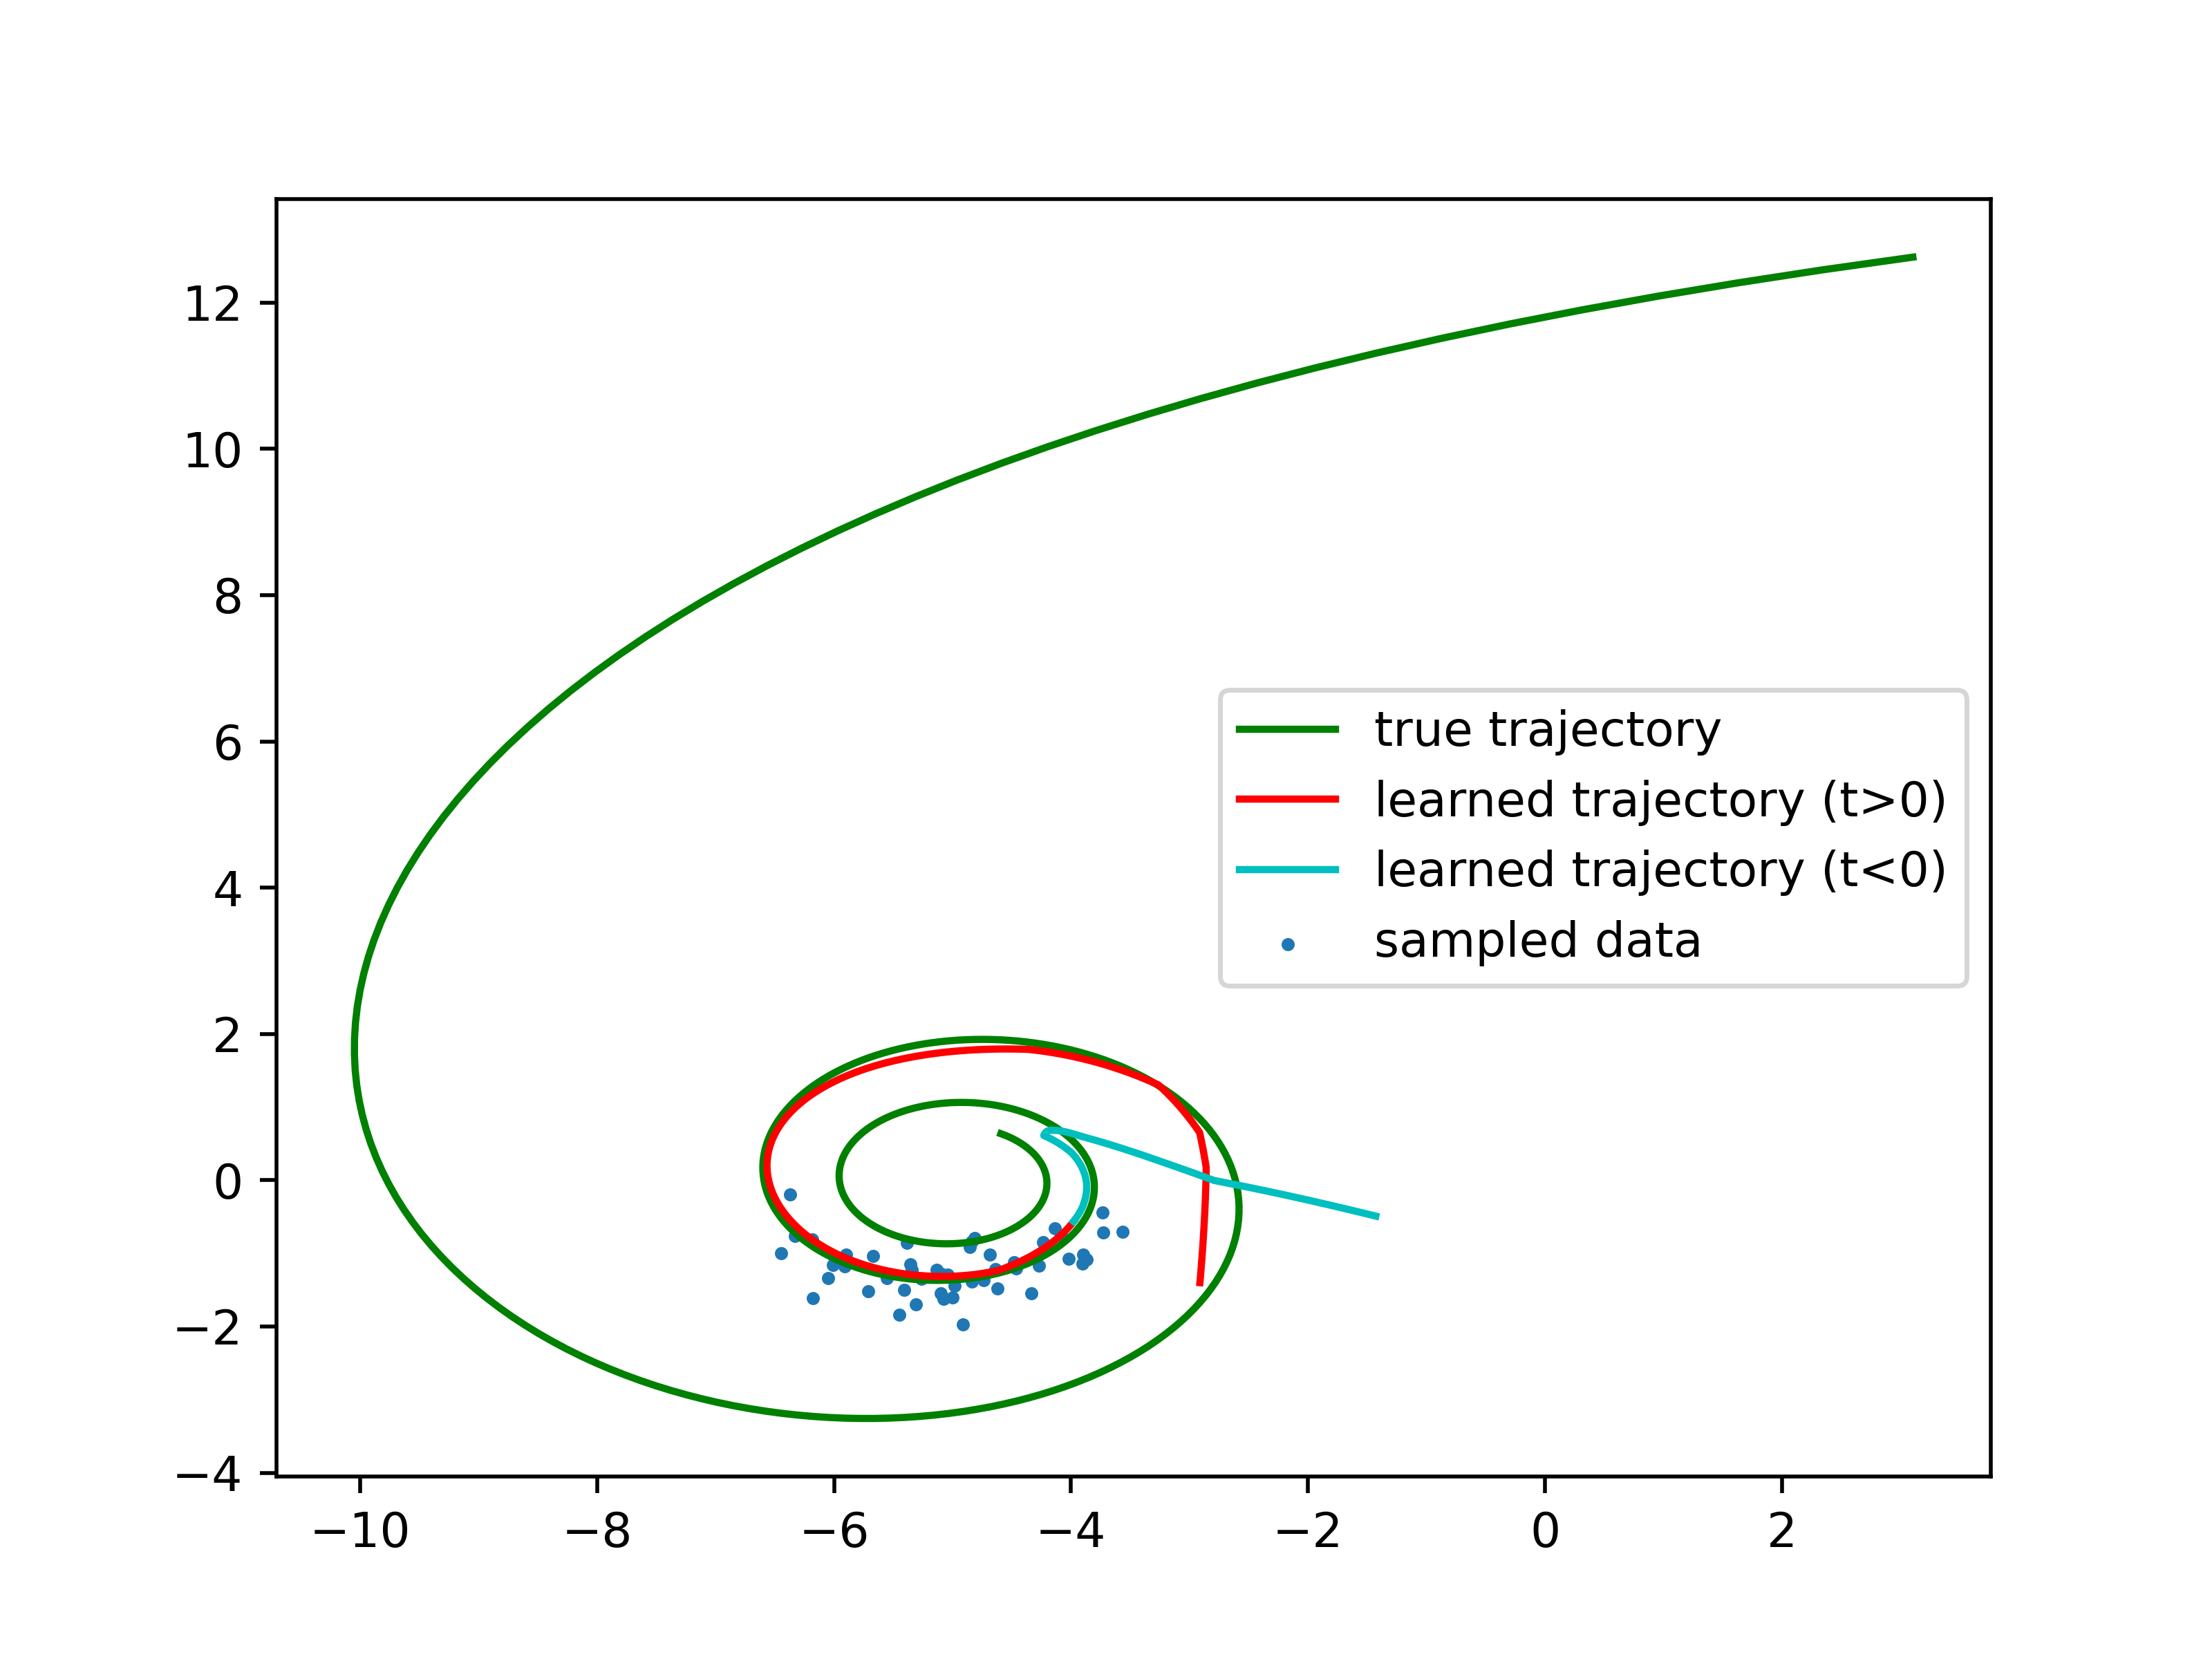 12
10
8
6
4
2
0
−2
−4
true trajectory
learned trajectory (t>0)
learned trajectory (t<0)
sampled data
−10 −8 −6 −4 −2 0 2